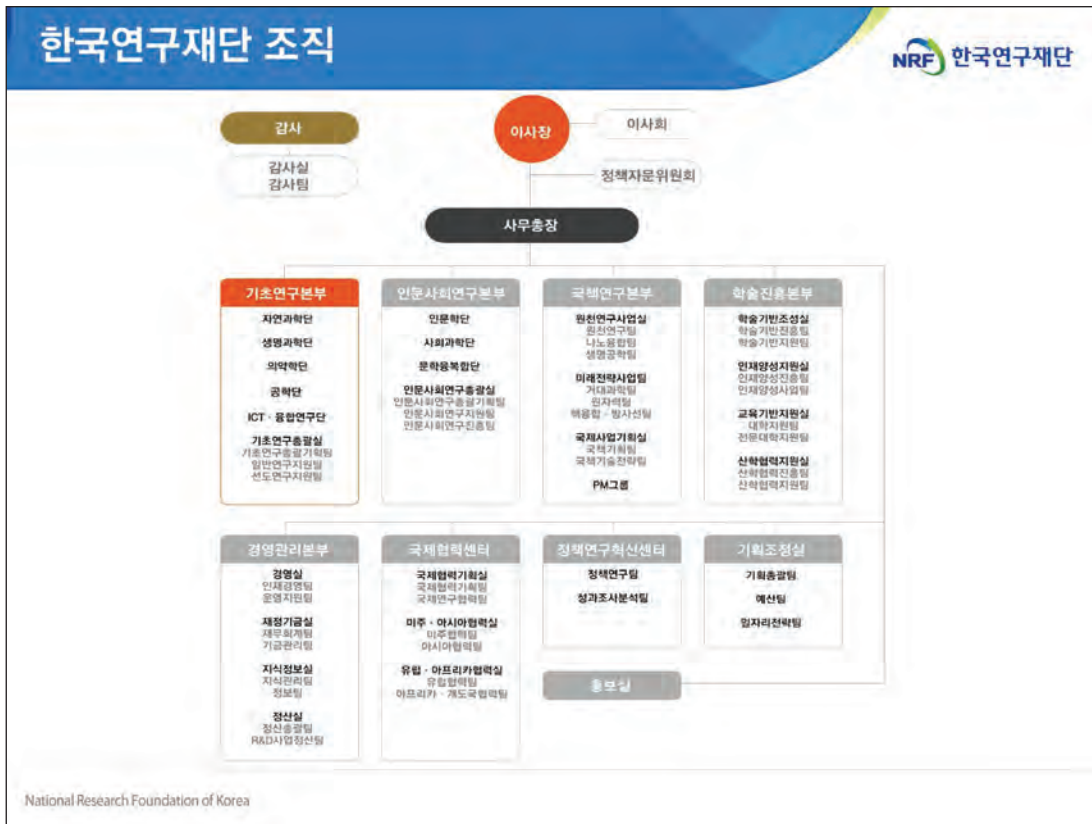 한국연구재단 조직
NRF 한국연구재단
감사
감사실
감사팀
이사장
이사회
정책자문위원회
사무총장
기초연구본부
자연과학단
생명과학단
의약학단
공학단
ICT · 융합연구단
기초연구총괄실
기초연구총괄기획팀
일반연구지원팀
선도연구지원팀
인문사회연구본부
인문학단
사회과학단
문학융복합단
인문사회연구총괄실
인문사회연구총괄기획팀
인문사회연구지원팀
인문사회연구진흥팀
국책연구본부
원천연구사업실
원천연구팀
나노융합팀
생명공학팀
미래전략사업팀
거대과학팀
원자력팀
핵융합 · 방사선팀
국제사업기획실
국책기획팀
국책기술전략팀
PM그룹
학술진흥본부
학술기반조성실
학술기반진흥팀
학술기반지원팀
인재양성지원실
인재양성진흥팀
인재양성사업팀
교육기반지원실
대학지원팀
전문대학지원팀
산학협력지원실
산학협력진흥팀
산학협력지원팀
경영관리본부
경영실
인재경영팀
운영지원팀
재정기금실
재무회계팀
기금관리팀
지식정보실
지식관리팀
정보팀
정산실
정산총괄팀
R&D사업정산팀
국제협력센터
국제협력기획실
국제협력기획팀
국제연구협력팀
미주 · 아시아협력실
미주협력팀
아시아협력팀
유럽 · 아프리카협력실
유럽협력팀
아프리카 · 개도국협력팀
정책연구혁신센터
정책연구팀
성과조사분석팀
기획조정실
기획총괄팀
예산팀
일자리전략팀
홍보실
National Research Foundation of Korea